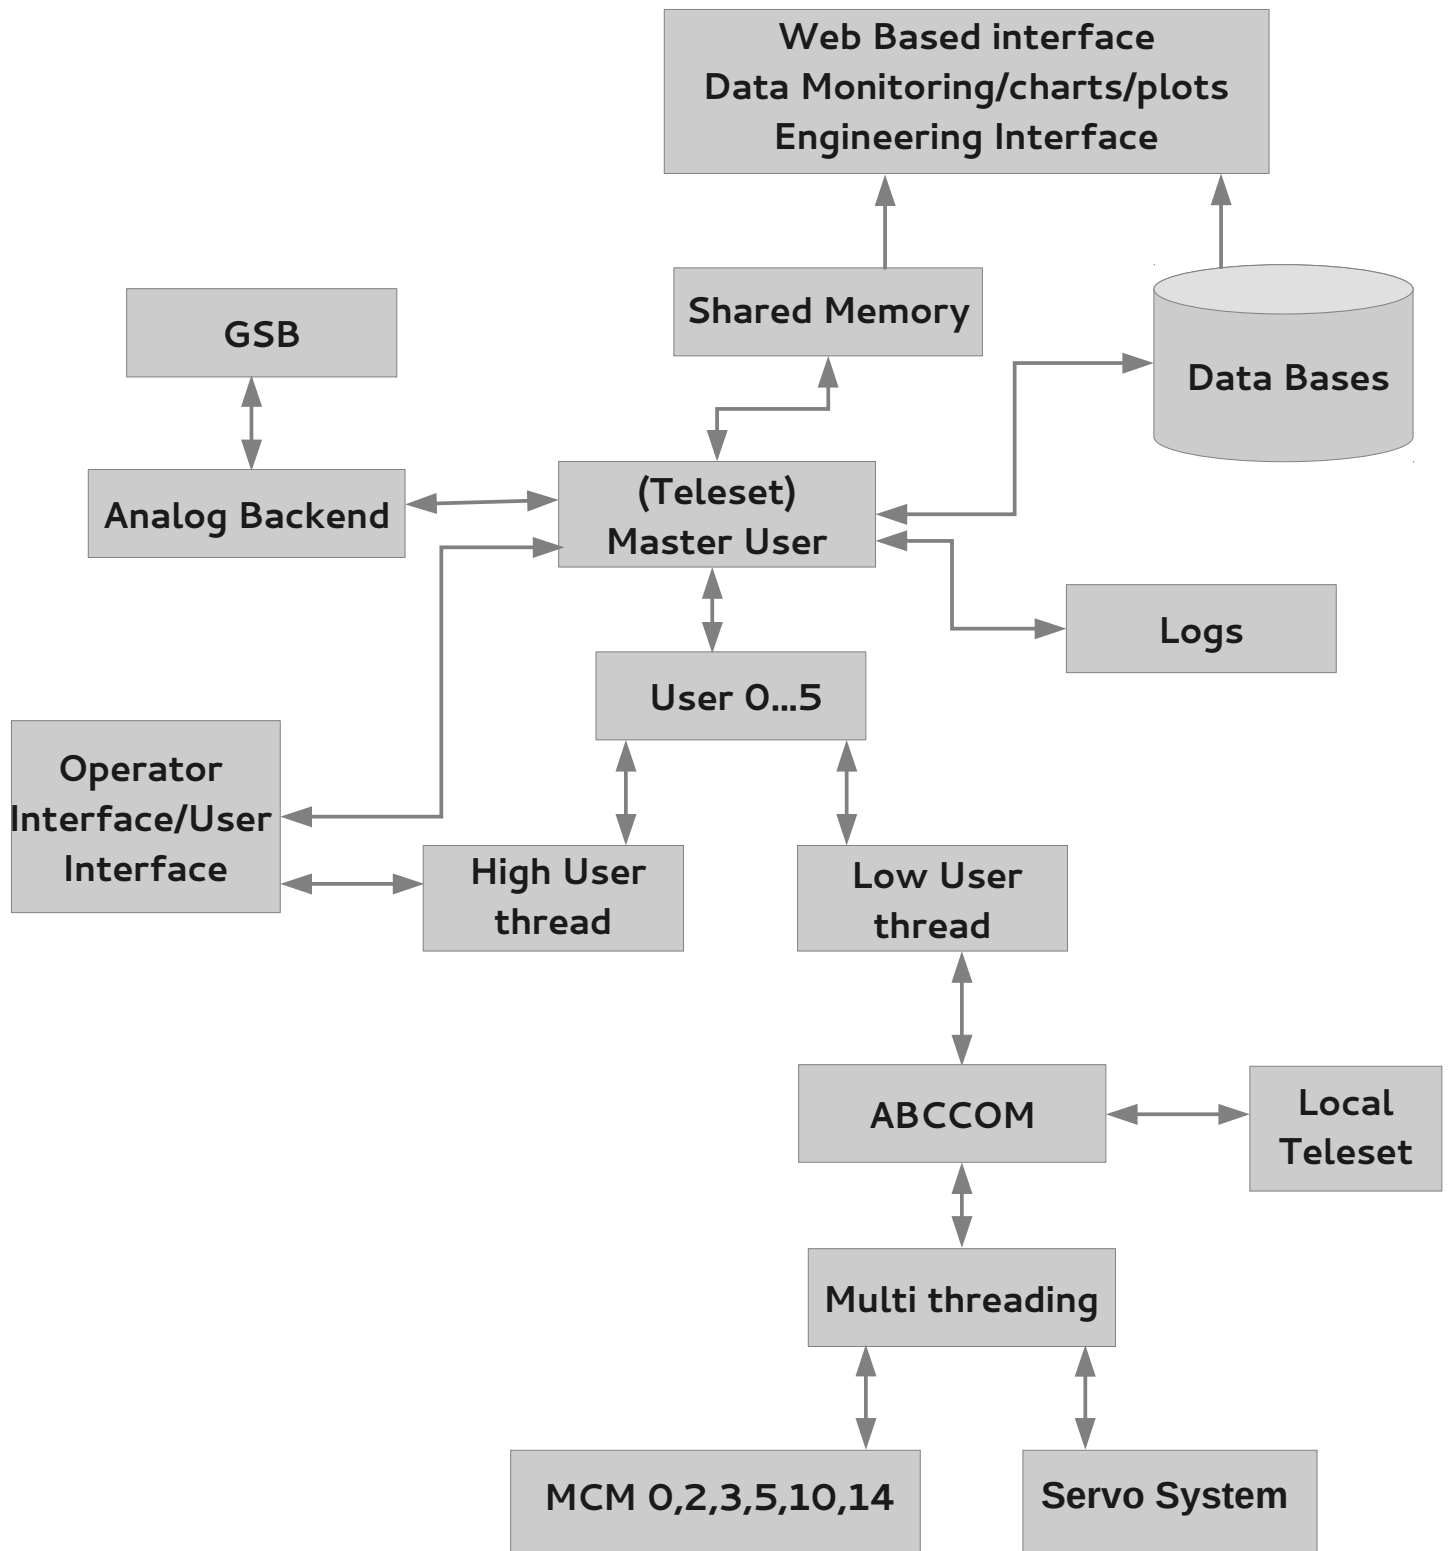 Web Based interface
Data Monitoring/charts/plots
Engineering Interface
Shared Memory
GSB
Data Bases
Analog Backend
(Teleset)
Master User
Logs
User 0...5
Operator
Interface/User
Interface
High User
thread
Low User
thread
ABCCOM
Local
Teleset
Multi threading
MCM 0,2,3,5,10,14
Servo System